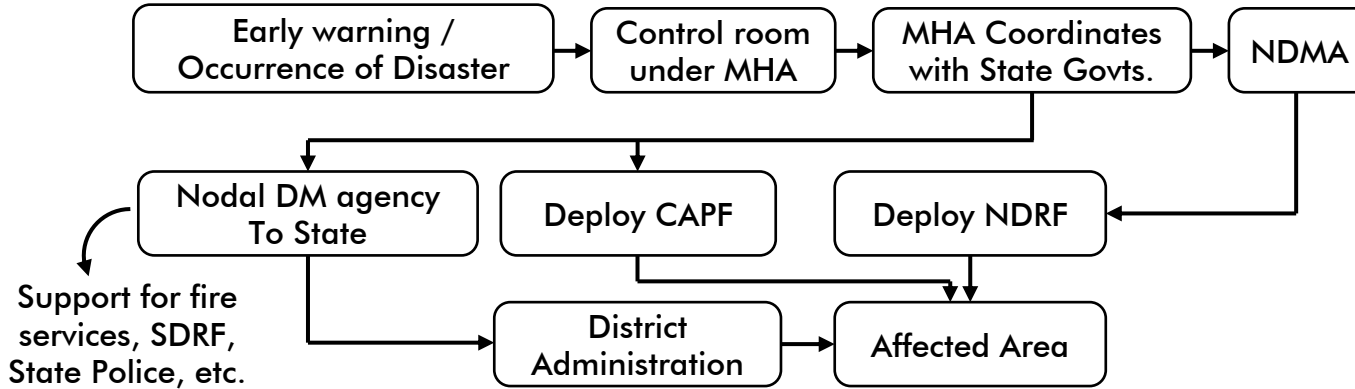 Early warning /
Occurrence of Disaster
Control room
under MHA
MHA Coordinates
with State Govts.
NDMA
Nodal DM agency
To State
Deploy CAPF
Deploy NDRF
Support for fire
services, SDRF,
State Police, etc.
District
Administration
Affected Area